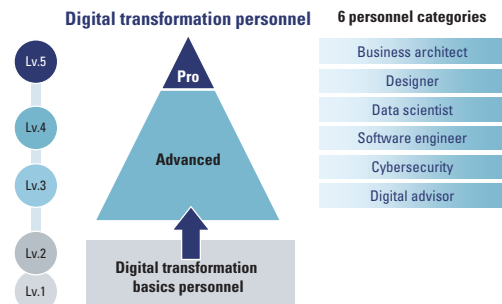 Digital transformation personnel
6 personnel categories
Lv.5
Lv.4
Lv.3
Lv.2
Lv.1
Pro
Advanced
Digital transformation
basics personnel
Business architect
Designer
Data scientist
Software engineer
Cybersecurity
Digital advisor